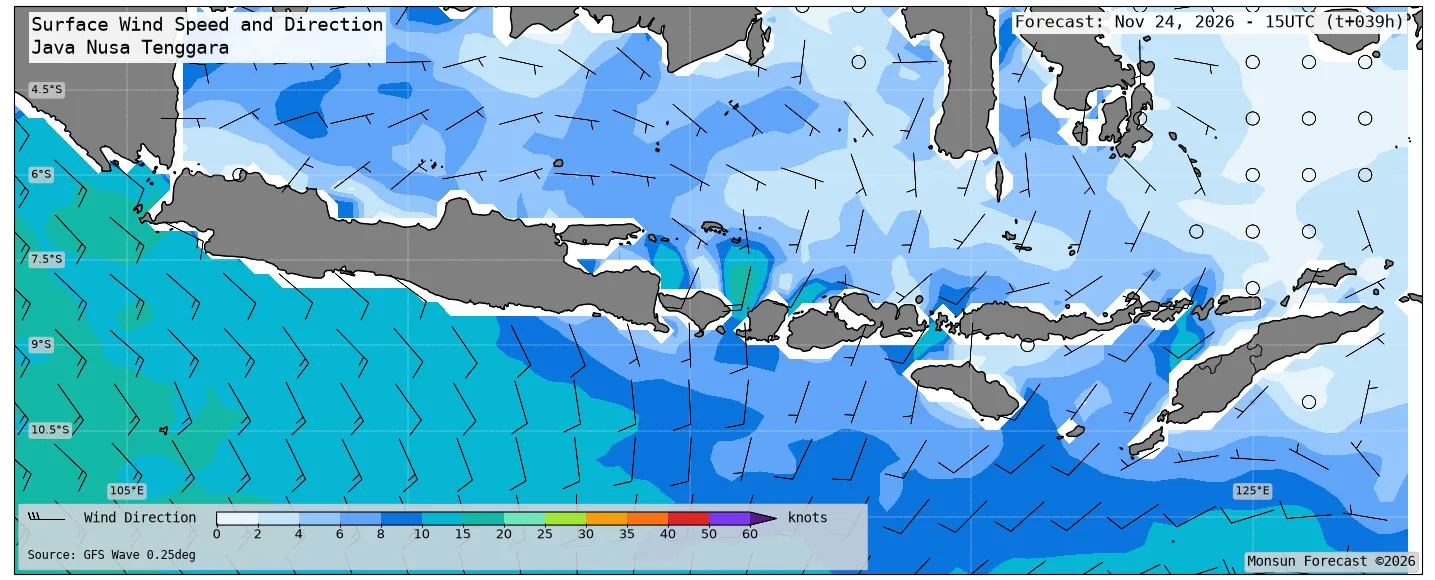 Surface Wind Speed and Direction
Java Nusa Tenggara
Forecast: Nov 24, 2026 - 15UTC (t+039h)
4.5°S
6°S
7.5°S
9°S
10.5°S
105°E
125°E
Wind Direction
0 2 4 6 8 10 15 20 25 30 35 40 50 60
knots
Source: GFS Wave 0.25deg
Monsun Forecast ©2026